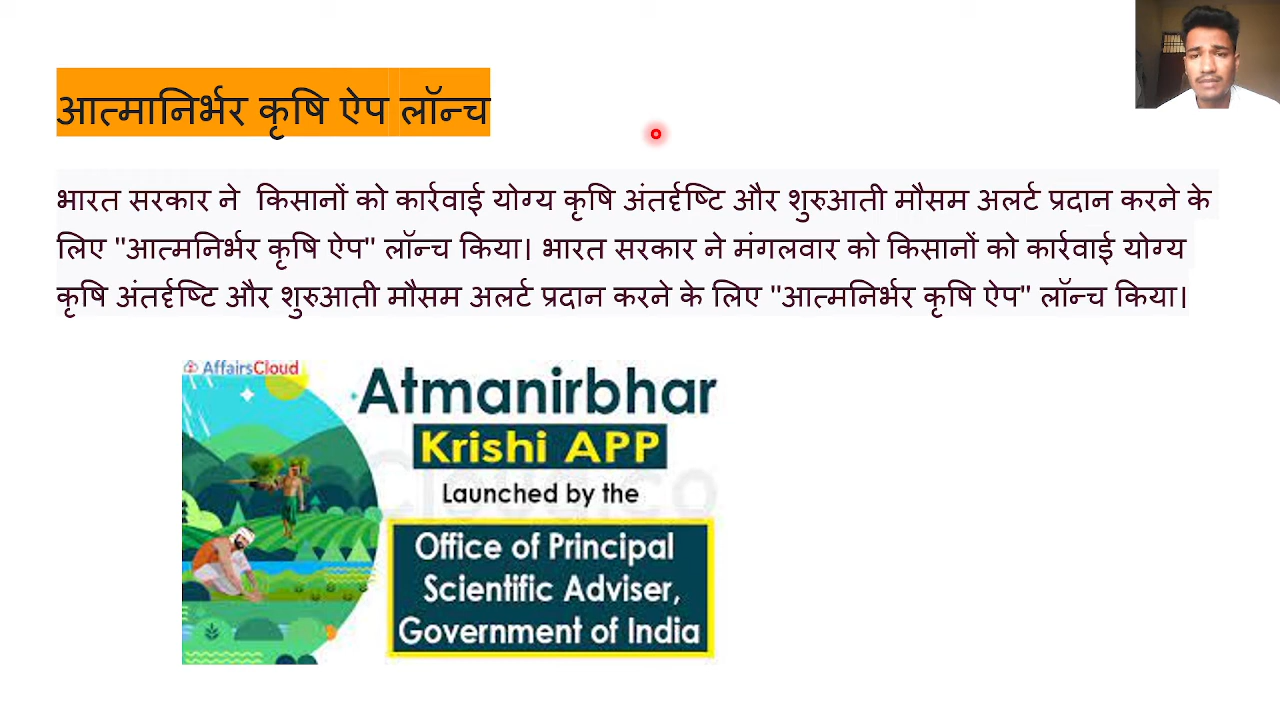 आत्मानिर्भर कृषि ऐप लॉन्च
भारत सरकार ने किसानों को कार्रवाई योग्य कृषि अंतर्दृष्टि और शुरुआती मौसम अलर्ट प्रदान करने के
लिए "आत्मनिर्भर कृषि ऐप" लॉन्च किया। भारत सरकार ने मंगलवार को किसानों को कार्रवाई योग्य
कृषि अंतर्दृष्टि और शुरुआती मौसम अलर्ट प्रदान करने के लिए "आत्मनिर्भर कृषि ऐप" लॉन्च किया।
AffairsCloud
Atmanirbhar
Krishi APP
Launched by the
Office of Principal
Scientific Adviser,
Government of India